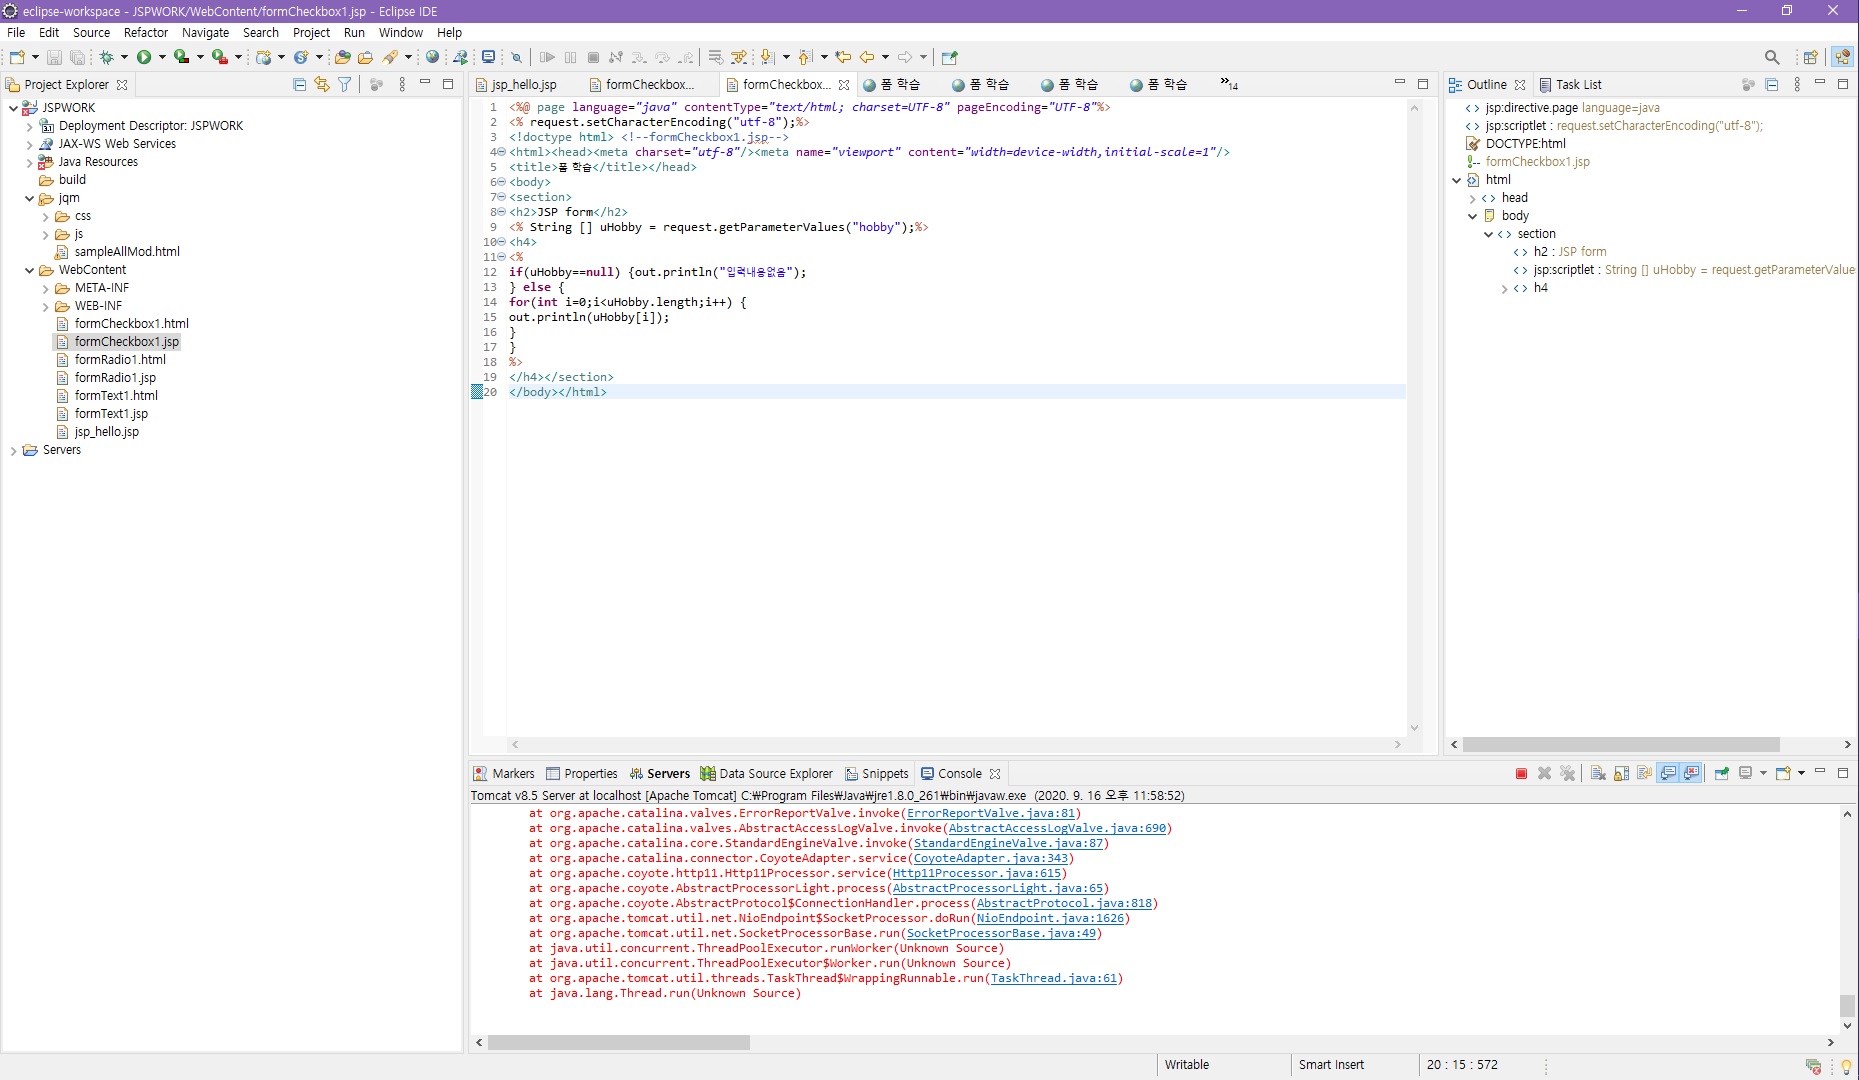 eclipse-workspace - JSPWORK/WebContent/formCheckbox1.jsp - Eclipse IDE
File Edit Source Refactor Navigate Search Project Run Window Help
Project Explorer
JSPWORK
Deployment Descriptor: JSPWORK
JAX-WS Web Services
Java Resources
build
jqm
css
js
sampleAllMod.html
WebContent
META-INF
WEB-INF
formCheckbox1.html
formCheckbox1.jsp
formRadio1.html
formRadio1.jsp
formText1.html
formText1.jsp
jsp_hello.jsp
Servers
jsp_hello.jsp formCheckbox... formCheckbox... 폼 학습 폼 학습 폼 학습 폼 학습 »14
1 <%@ page language="java" contentType="text/html; charset=UTF-8" pageEncoding="UTF-8"%>
2 <% request.setCharacterEncoding("utf-8");%>
3 <!doctype html> <!--formCheckbox1.jsp-->
4 <html><head><meta charset="utf-8"/><meta name="viewport" content="width=device-width,initial-scale=1"/>
5 <title>폼 학습</title></head>
6 <body>
7 <section>
8 <h2>JSP form</h2>
9 <% String [] uHobby = request.getParameterValues("hobby");%>
10 <h4>
11 <%
12 if(uHobby==null) {out.println("입력내용없음");
13 } else {
14 for(int i=0;i<uHobby.length;i++) {
15 out.println(uHobby[i]);
16 }
17 }
18 %>
19 </h4></section>
20 </body></html>
Outline Task List
jsp:directive.page language=java
jsp:scriptlet : request.setCharacterEncoding("utf-8");
DOCTYPE:html
formCheckbox1.jsp
html
head
body
section
h2 : JSP form
jsp:scriptlet : String [] uHobby = request.getParameterValue
h4
Markers Properties Servers Data Source Explorer Snippets Console
Tomcat v8.5 Server at localhost [Apache Tomcat] C:₩Program Files₩Java₩jre1.8.0_261₩bin₩javaw.exe (2020. 9. 16 오후 11:58:52)
at org.apache.catalina.valves.ErrorReportValve.invoke(ErrorReportValve.java:81)
at org.apache.catalina.valves.AbstractAccessLogValve.invoke(AbstractAccessLogValve.java:690)
at org.apache.catalina.core.StandardEngineValve.invoke(StandardEngineValve.java:87)
at org.apache.catalina.connector.CoyoteAdapter.service(CoyoteAdapter.java:343)
at org.apache.coyote.http11.Http11Processor.service(Http11Processor.java:615)
at org.apache.coyote.AbstractProcessorLight.process(AbstractProcessorLight.java:65)
at org.apache.coyote.AbstractProtocol$ConnectionHandler.process(AbstractProtocol.java:818)
at org.apache.tomcat.util.net.NioEndpoint$SocketProcessor.doRun(NioEndpoint.java:1626)
at org.apache.tomcat.util.net.SocketProcessorBase.run(SocketProcessorBase.java:49)
at java.util.concurrent.ThreadPoolExecutor.runWorker(Unknown Source)
at java.util.concurrent.ThreadPoolExecutor$Worker.run(Unknown Source)
at org.apache.tomcat.util.threads.TaskThread$WrappingRunnable.run(TaskThread.java:61)
at java.lang.Thread.run(Unknown Source)
Writable Smart Insert 20 : 15 : 572